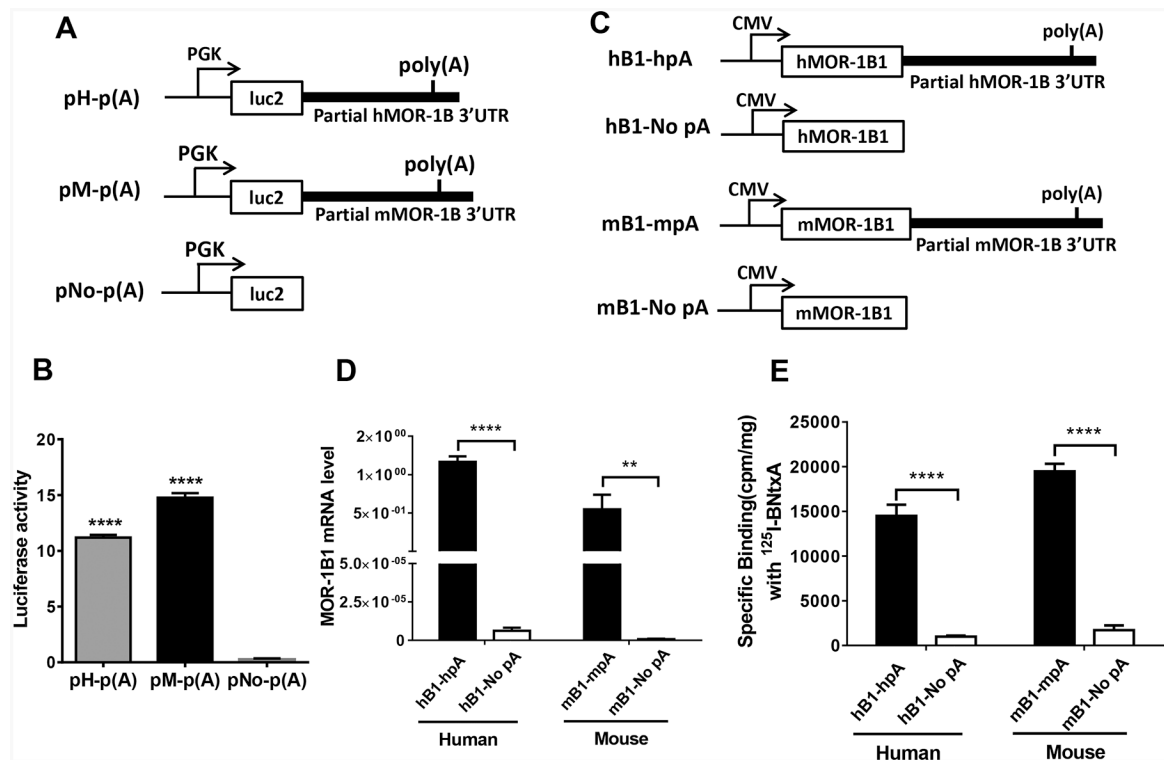 A
PGK
poly(A)
pH-p(A)
luc2
Partial hMOR-1B 3'UTR
PGK
poly(A)
pM-p(A)
luc2
Partial mMOR-1B 3'UTR
PGK
pNo-p(A)
luc2
C
CMV
poly(A)
hB1-hpA
hMOR-1B1
Partial hMOR-1B 3'UTR
CMV
hB1-No pA
hMOR-1B1
CMV
poly(A)
mB1-mpA
mMOR-1B1
Partial mMOR-1B 3'UTR
CMV
mB1-No pA
mMOR-1B1
B
Luciferase activity
20
15
10
5
0
****
****
pH-p(A) pM-p(A) pNo-p(A)
D
MOR-1B1 mRNA level
2×10⁰⁰
1×10⁰⁰
5×10⁻⁰¹
5.0×10⁻⁰⁵
2.5×10⁻⁰⁵
0
****
**
hB1-hpA
hB1-No pA
mB1-mpA
mB1-No pA
Human
Mouse
E
Specific Binding(cpm/mg)
with ¹²⁵I-BNtxA
25000
20000
15000
10000
5000
0
****
****
hB1-hpA
hB1-No pA
mB1-mpA
mB1-No pA
Human
Mouse